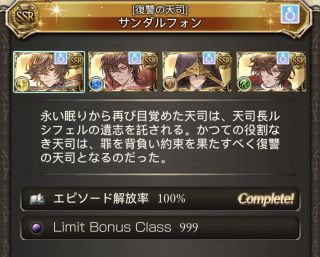 [復讐の天司]
サンダルフォン
SSR
SSR SSR SSR SSR
永い眠りから再び目覚めた天司は、天司長ル
シフェルの遺志を託される。かつての役割な
き天司は、罪を背負い約束を果たすべく復讐
の天司となるのだった。
エピソード解放率 100% Complete!
Limit Bonus Class 999